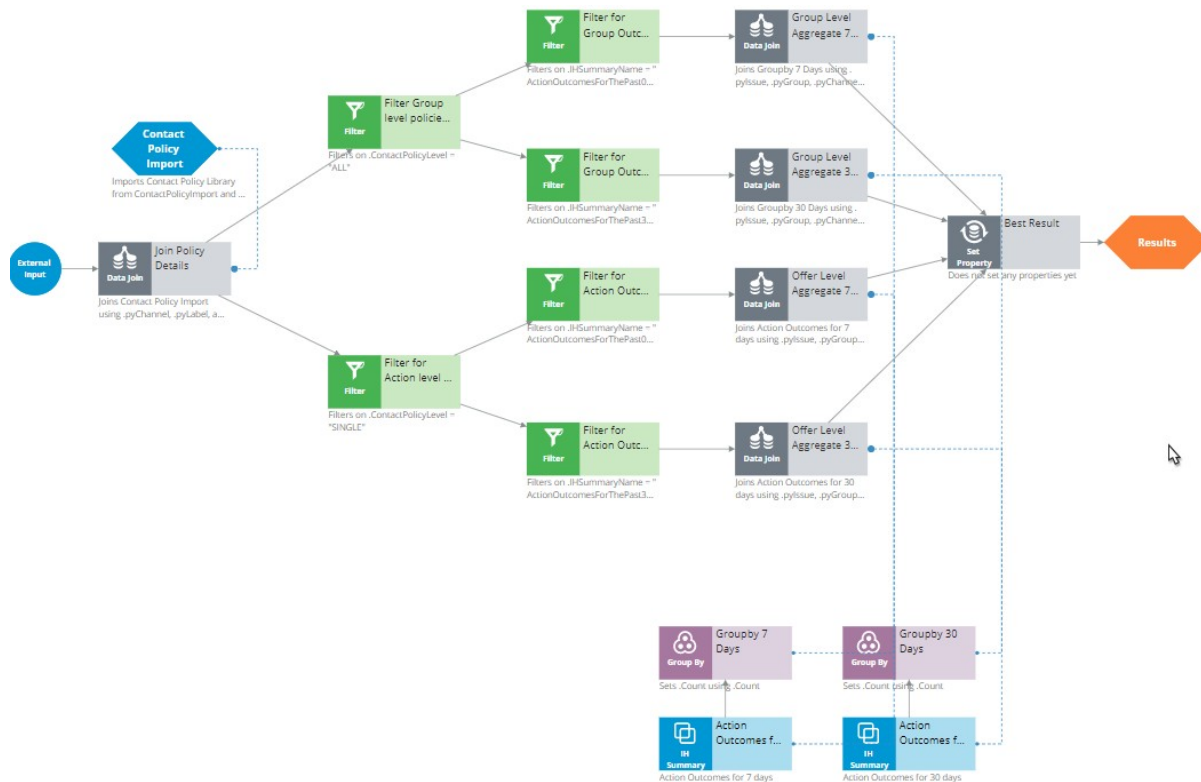 Filter for
Group Outc...
Filter
Filters on .IHSummaryName = "
ActionOutcomesForThePast0...
Group Level
Aggregate 7...
Data Join
Joins Groupby 7 Days using .
pyIssue, .pyGroup, .pyChanne...
Filter Group
level policie...
Filter
Filters on .ContactPolicyLevel =
"ALL"
Contact
Policy
Import
Imports Contact Policy Library
from ContactPolicyImport and ...
Filter for
Group Outc...
Filter
Filters on .IHSummaryName = "
ActionOutcomesForThePast3...
Group Level
Aggregate 3...
Data Join
Joins Groupby 30 Days using .
pyIssue, .pyGroup, .pyChanne...
External
Input
Join Policy
Details
Data Join
Joins Contact Policy Import
using .pyChannel, .pyLabel, a...
Best Result
Set
Property
Does not set any properties yet
Results
Filter for
Action Outc...
Filter
Filters on .IHSummaryName = "
ActionOutcomesForThePast0...
Offer Level
Aggregate 7...
Data Join
Joins Action Outcomes for 7
days using .pyIssue, .pyGroup...
Filter for
Action level ...
Filter
Filters on .ContactPolicyLevel =
"SINGLE"
Filter for
Action Outc...
Filter
Filters on .IHSummaryName = "
ActionOutcomesForThePast3...
Offer Level
Aggregate 3...
Data Join
Joins Action Outcomes for 30
days using .pyIssue, .pyGroup...
Groupby 7
Days
Group By
Sets .Count using .Count
Groupby 30
Days
Group By
Sets .Count using .Count
Action
Outcomes f...
IH
Summary
Action Outcomes for 7 days
Action
Outcomes f...
IH
Summary
Action Outcomes for 30 days